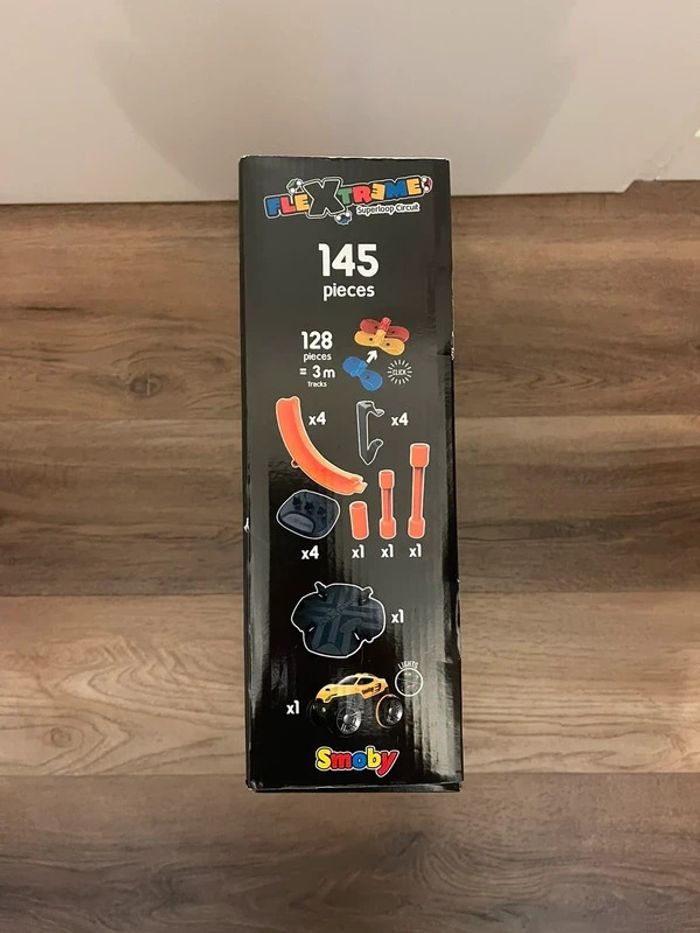 FLEXTREME
Superloop Circuit
145
pieces
128
pieces
= 3 m
Tracks
CLICK
x4
x4
x4
x1
x1
x1
x1
LIGHTS
x1
Smoby